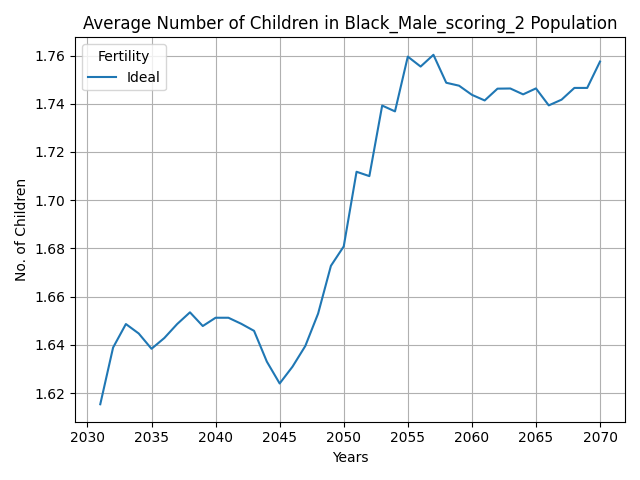 Average Number of Children in Black_Male_scoring_2 Population
Fertility
Ideal
No. of Children
1.76
1.74
1.72
1.70
1.68
1.66
1.64
1.62
2030 2035 2040 2045 2050 2055 2060 2065 2070
Years